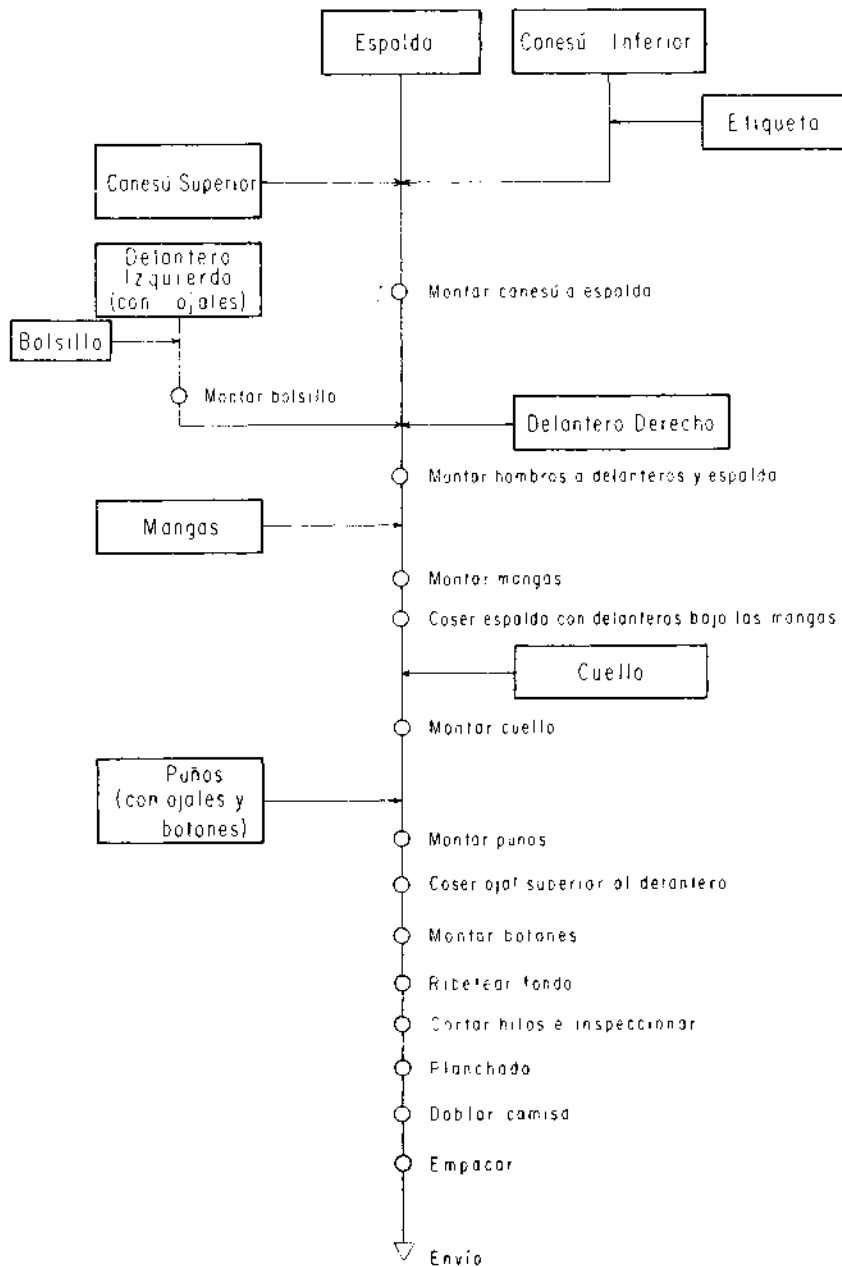 Espalda
Canesú Inferior
Etiqueta
Canesú Superior
Delantero
Izquierdo
(con ojales)
Montar canesú a espalda
Bolsillo
Montar bolsillo
Delantero Derecho
Montar hombros a delanteros y espalda
Mangas
Montar mangas
Coser espalda con delanteros bajo las mangas
Cuello
Montar cuello
Puños
(con ojales y
botones)
Montar punos
Coser ojal superior al delantero
Montar botones
Ribetear fondo
Cortar hilos e inspeccionar
Planchado
Doblar camisa
Empacar
Envío